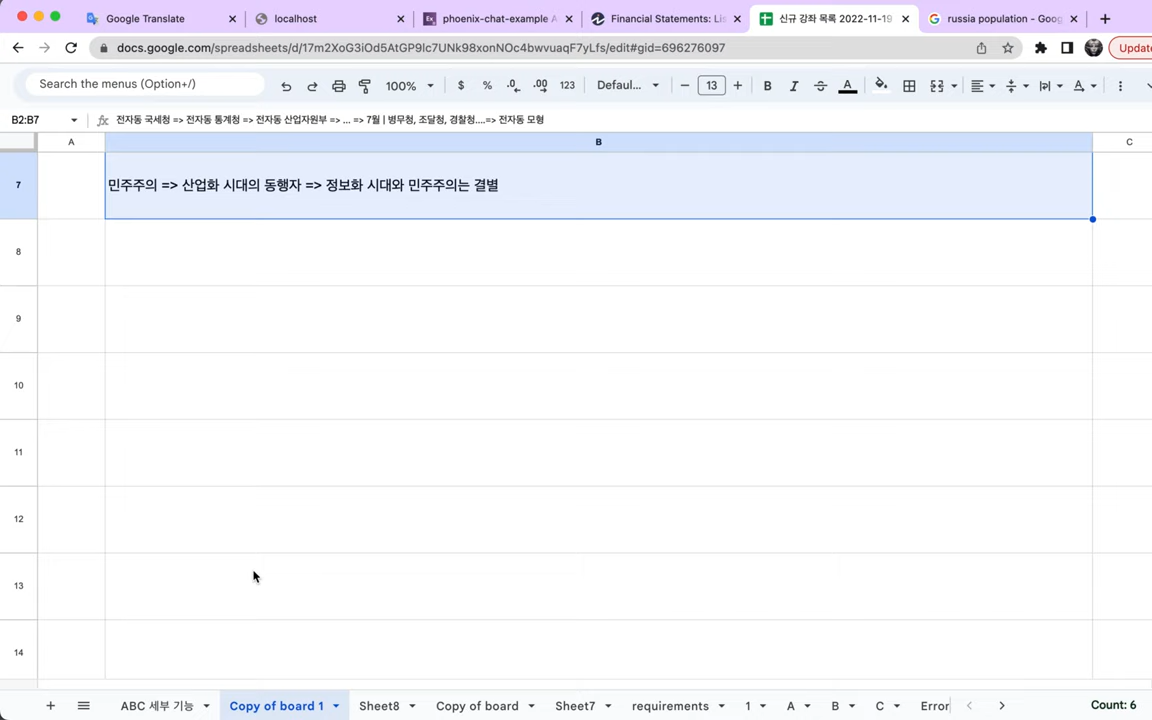 Google Translate
localhost
phoenix-chat-example A
Financial Statements: Lis
신규 강좌 목록 2022-11-19
russia population - Goog
docs.google.com/spreadsheets/d/17m2XoG3iOd5AtGP9lc7UNk98xonNOc4bwvuaqF7yLfs/edit#gid=696276097
Update
Search the menus (Option+/)
100%
$
%
.0
.00
123
Defaul...
13
B
I
A
B2:B7
fx
전자동 국세청 => 전자동 통계청 => 전자동 산업자원부 => ... => 7월 | 병무청, 조달청, 경찰청....=> 전자동 모형
A
B
C
7
민주주의 => 산업화 시대의 동행자 => 정보화 시대와 민주주의는 결별
8
9
10
11
12
13
14
ABC 세부 기능
Copy of board 1
Sheet8
Copy of board
Sheet7
requirements
1
A
B
C
Error
Count: 6